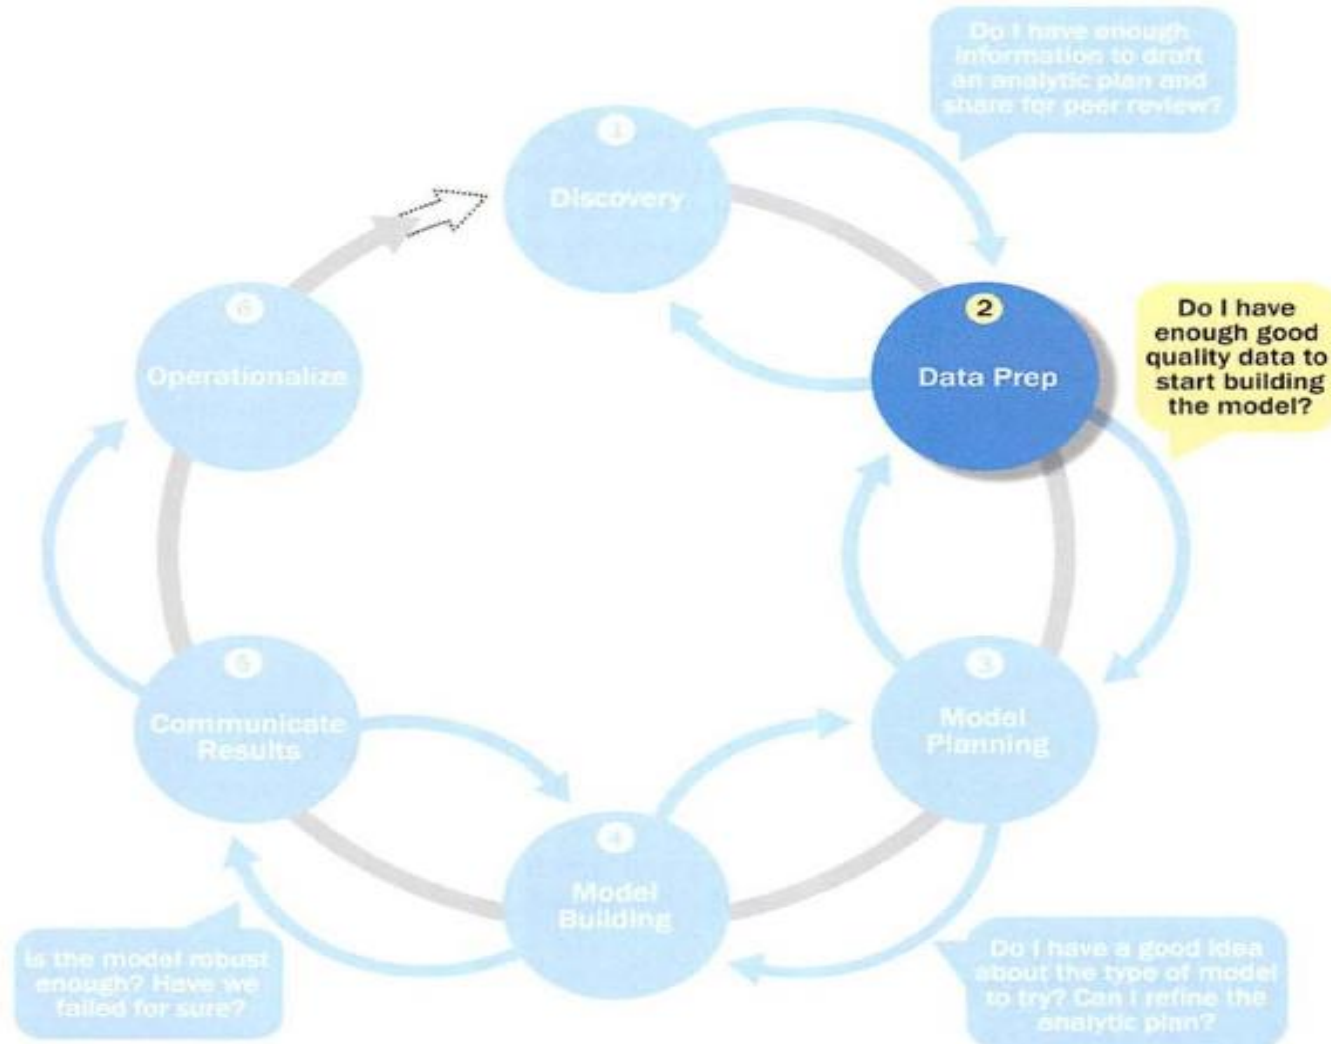 Do I have enough
information to draft
an analytic plan and
share for peer review?
1
Discovery
2
Data Prep
Do I have
enough good
quality data to
start building
the model?
6
Operationalize
3
Model
Planning
5
Communicate
Results
4
Model
Building
Is the model robust
enough? Have we
failed for sure?
Do I have a good idea
about the type of model
to try? Can I refine the
analytic plan?